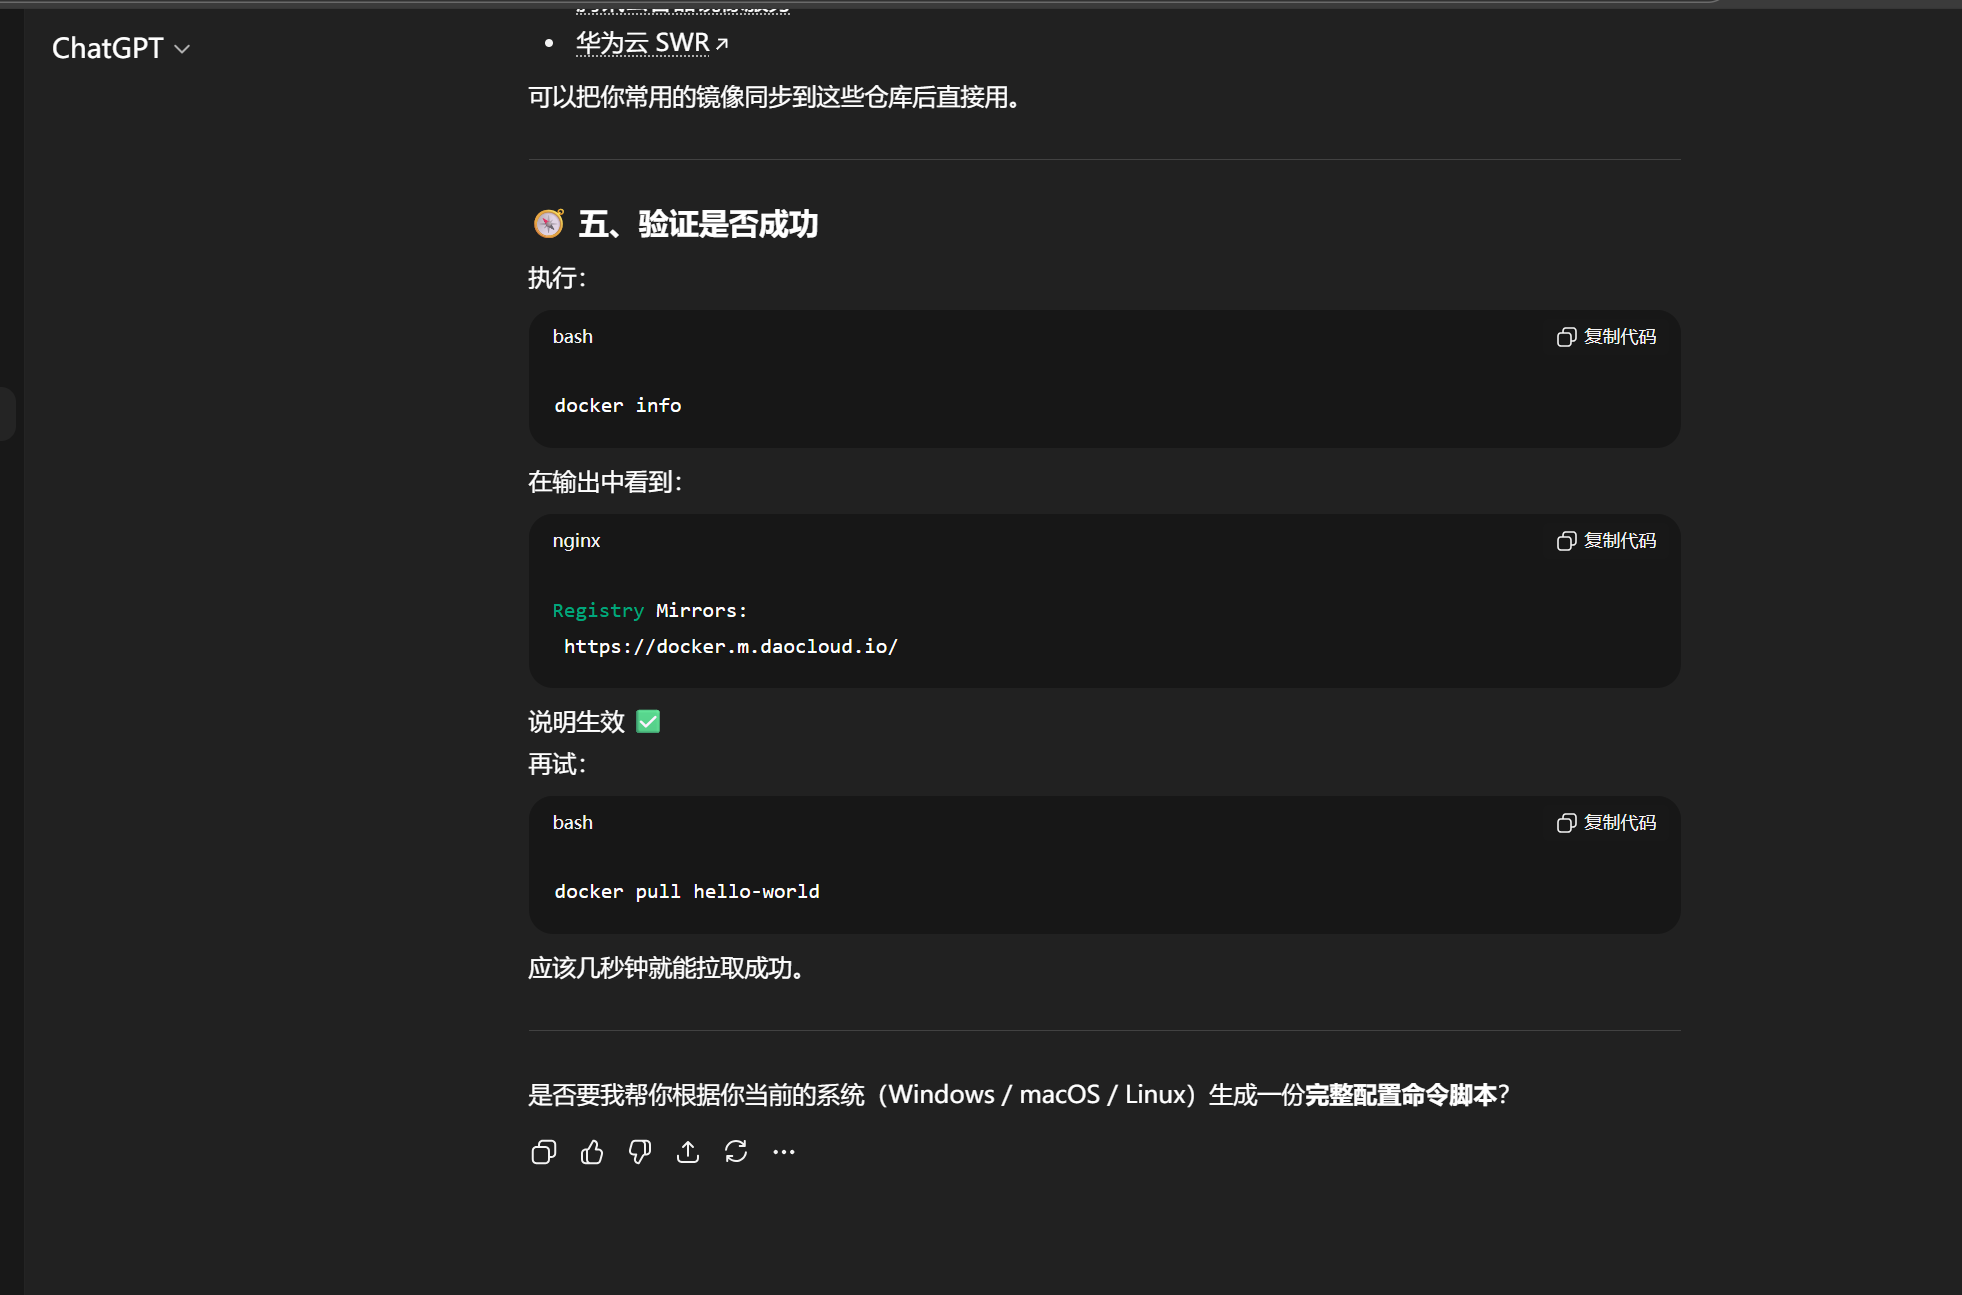 ChatGPT
华为云 SWR
可以把你常用的镜像同步到这些仓库后直接用。
五、验证是否成功
执行：
bash
复制代码
docker info
在输出中看到：
nginx
复制代码
Registry Mirrors:
https://docker.m.daocloud.io/
说明生效 ✅
再试：
bash
复制代码
docker pull hello-world
应该几秒钟就能拉取成功。
是否要我帮你根据你当前的系统（Windows / macOS / Linux）生成一份完整配置命令脚本？